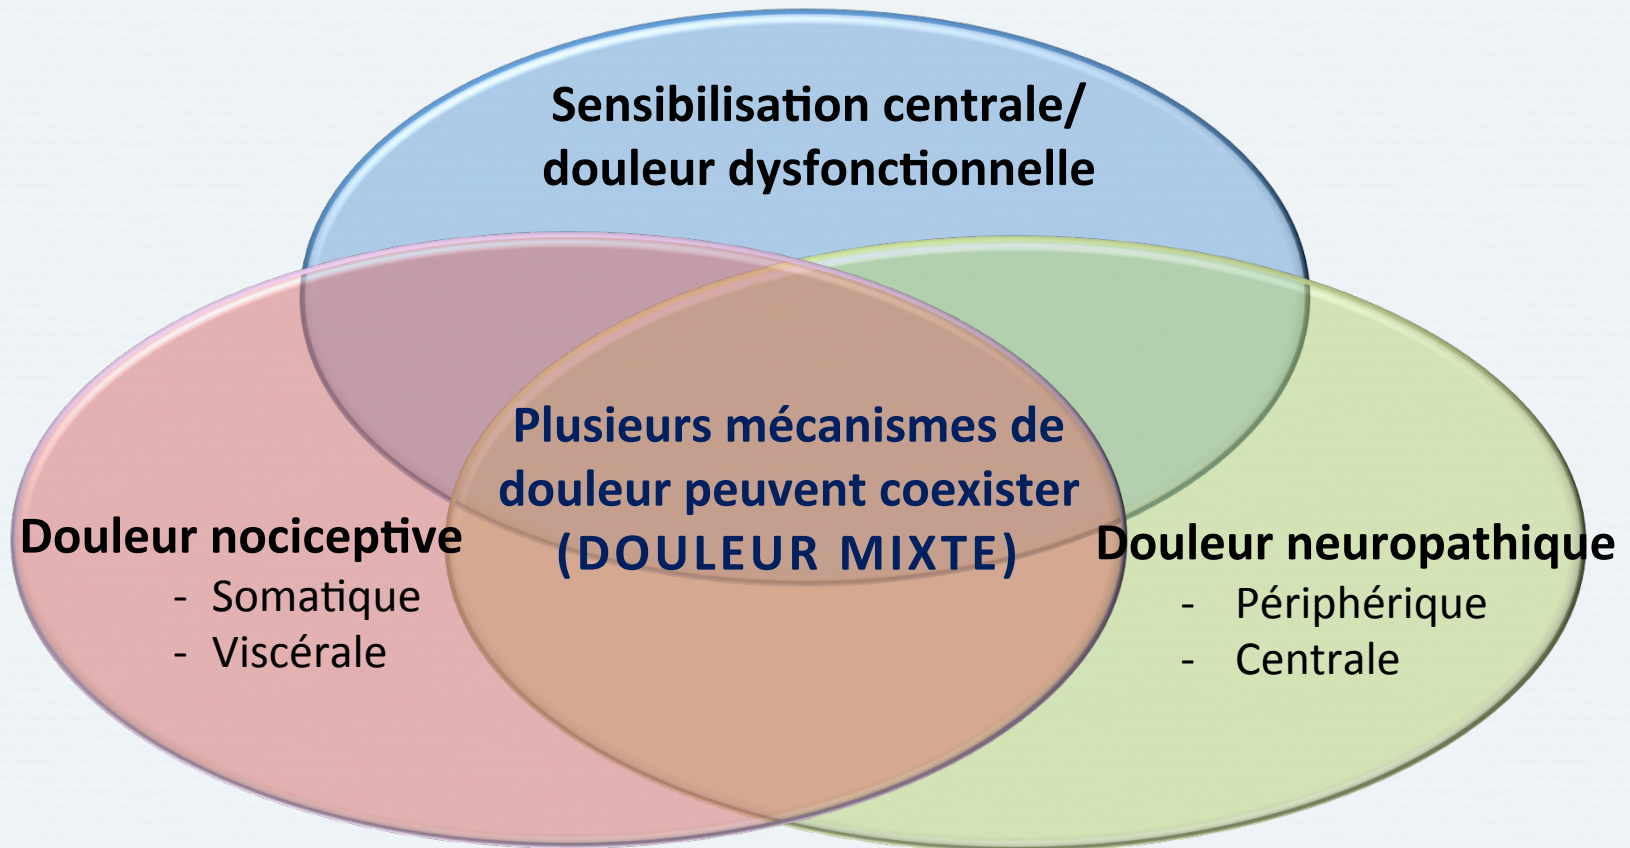 Sensibilisation centrale/
douleur dysfonctionnelle
Plusieurs mécanismes de
douleur peuvent coexister
(DOULEUR MIXTE)
Douleur nociceptive
- Somatique
- Viscérale
Douleur neuropathique
- Périphérique
- Centrale